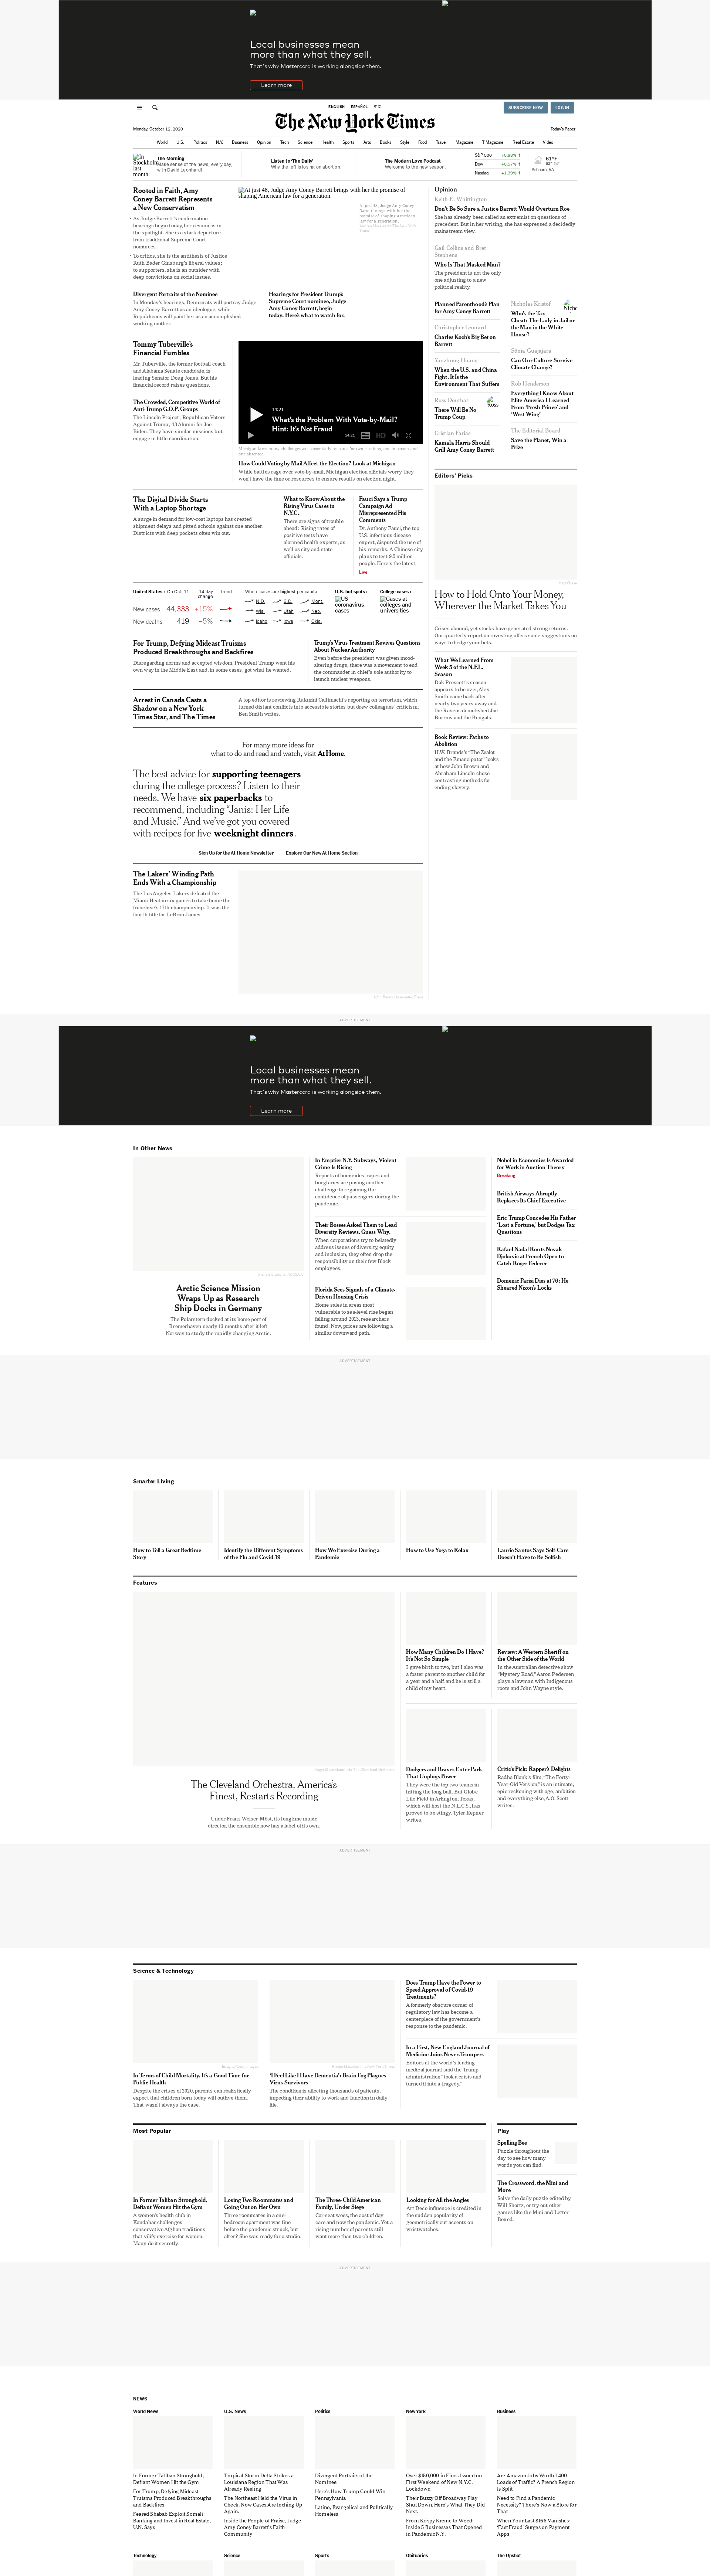 Local businesses mean
more than what they sell.
That's why Mastercard is working alongside them.
Learn more
ENGLISH ESPAÑOL 中文
SUBSCRIBE NOW LOG IN
The New York Times
Monday, October 12, 2020
Today's Paper
World U.S. Politics N.Y. Business Opinion Tech Science Health Sports Arts Books Style Food Travel Magazine T Magazine Real Estate Video
The Morning
Make sense of the news, every day, with David Leonhardt.
Listen to 'The Daily'
Why the left is losing on abortion.
The Modern Love Podcast
Welcome to the new season.
S&P 500 +0.88% ↑
Dow +0.57% ↑
Nasdaq +1.39% ↑
61°F
Ashburn, VA
Rooted in Faith, Amy
Coney Barrett Represents
a New Conservatism
As Judge Barrett's confirmation
hearings begin today, her résumé is in
the spotlight. She is a stark departure
from traditional Supreme Court
nominees.
To critics, she is the antithesis of Justice
Ruth Bader Ginsburg's liberal values;
to supporters, she is an outsider with
deep convictions on social issues.
At just 48, Judge Amy Coney Barrett brings with her the promise of
shaping American law for a generation.
Divergent Portraits of the Nominee
In Monday's hearings, Democrats will portray Judge
Amy Coney Barrett as an ideologue, while
Republicans will paint her as an accomplished
working mother.
Hearings for President Trump's
Supreme Court nominee, Judge
Amy Coney Barrett, begin
today. Here's what to watch for.
Tommy Tuberville's
Financial Fumbles
Mr. Tuberville, the former football coach
and Alabama Senate candidate, is
leading Senator Doug Jones. But his
financial record raises questions.
The Crowded, Competitive World of
Anti-Trump G.O.P. Groups
The Lincoln Project; Republican Voters
Against Trump; 43 Alumni for Joe
Biden. They have similar missions but
engage in little coordination.
14:21
What's the Problem With Vote-by-Mail?
Hint: It's Not Fraud
14:21 HD
How Could Voting by Mail Affect the Election? Look at Michigan
While battles rage over vote-by-mail, Michigan election officials worry they
won't have the time or resources to ensure results on election night.
The Digital Divide Starts
With a Laptop Shortage
A surge in demand for low-cost laptops has created
shipment delays and pitted schools against one another.
Districts with deep pockets often win out.
What to Know About the
Rising Virus Cases in
N.Y.C.
There are signs of trouble
ahead: Rising rates of
positive tests have
alarmed health experts, as
well as city and state
officials.
Fauci Says a Trump
Campaign Ad
Misrepresented His
Comments
Dr. Anthony Fauci, the top
U.S. infectious disease
expert, disputed the use of
his remarks. A Chinese city
plans to test 9.5 million
people. Here's the latest.
Live
United States › On Oct. 11 14-day change Trend
New cases 44,333 +15%
New deaths 419 –5%
Where cases are highest per capita
N.D. S.D. Mont.
Wis. Utah Neb.
Idaho Iowa Okla.
U.S. hot spots ›
US coronavirus cases
College cases ›
Cases at colleges and universities
For Trump, Defying Mideast Truisms
Produced Breakthroughs and Backfires
Disregarding norms and accepted wisdom, President Trump went his
own way in the Middle East and, in some cases, got what he wanted.
Trump's Virus Treatment Revives Questions
About Nuclear Authority
Even before the president was given mood-
altering drugs, there was a movement to end
the commander in chief's sole authority to
launch nuclear weapons.
Arrest in Canada Casts a
Shadow on a New York
Times Star, and The Times
A top editor is reviewing Rukmini Callimachi's reporting on terrorism, which
turned distant conflicts into accessible stories but drew colleagues' criticism,
Ben Smith writes.
For many more ideas for
what to do and read and watch, visit At Home.
The best advice for supporting teenagers
during the college process? Listen to their
needs. We have six paperbacks to
recommend, including "Janis: Her Life
and Music." And we've got you covered
with recipes for five weeknight dinners.
Sign Up for the At Home Newsletter Explore Our New At Home Section
The Lakers' Winding Path
Ends With a Championship
The Los Angeles Lakers defeated the
Miami Heat in six games to take home the
franchise's 17th championship. It was the
fourth title for LeBron James.
Opinion
Keith E. Whittington
Don't Be So Sure a Justice Barrett Would Overturn Roe
She has already been called an extremist on questions of
precedent. But in her writing, she has expressed a decidedly
mainstream view.
Gail Collins and Bret
Stephens
Who Is That Masked Man?
The president is not the only
one adjusting to a new
political reality.
Planned Parenthood's Plan
for Amy Coney Barrett
Christopher Leonard
Charles Koch's Big Bet on
Barrett
Yanzhong Huang
When the U.S. and China
Fight, It Is the
Environment That Suffers
Ross Douthat
There Will Be No
Trump Coup
Cristian Farias
Kamala Harris Should
Grill Amy Coney Barrett
Nicholas Kristof
Who's the Tax
Cheat: The Lady in Jail or
the Man in the White
House?
Sônia Guajajara
Can Our Culture Survive
Climate Change?
Rob Henderson
Everything I Know About
Elite America I Learned
From 'Fresh Prince' and
'West Wing'
The Editorial Board
Save the Planet, Win a
Prize
Editors' Picks
How to Hold Onto Your Money,
Wherever the Market Takes You
Crises abound, yet stocks have generated strong returns.
Our quarterly report on investing offers some suggestions on
ways to hedge your bets.
What We Learned From
Week 5 of the N.F.L.
Season
Dak Prescott's season
appears to be over, Alex
Smith came back after
nearly two years away and
the Ravens demolished Joe
Burrow and the Bengals.
Book Review: Paths to
Abolition
H.W. Brands's "The Zealot
and the Emancipator" looks
at how John Brown and
Abraham Lincoln chose
contrasting methods for
ending slavery.
ADVERTISEMENT
Local businesses mean
more than what they sell.
That's why Mastercard is working alongside them.
Learn more
In Other News
Arctic Science Mission
Wraps Up as Research
Ship Docks in Germany
The Polarstern docked at its home port of
Bremerhaven nearly 13 months after it left
Norway to study the rapidly changing Arctic.
In Emptier N.Y. Subways, Violent
Crime Is Rising
Reports of homicides, rapes and
burglaries are posing another
challenge to regaining the
confidence of passengers during the
pandemic.
Their Bosses Asked Them to Lead
Diversity Reviews. Guess Why.
When corporations try to belatedly
address issues of diversity, equity
and inclusion, they often drop the
responsibility on their few Black
employees.
Florida Sees Signals of a Climate-
Driven Housing Crisis
Home sales in areas most
vulnerable to sea-level rise began
falling around 2013, researchers
found. Now, prices are following a
similar downward path.
Nobel in Economics Is Awarded
for Work in Auction Theory
Breaking
British Airways Abruptly
Replaces Its Chief Executive
Eric Trump Concedes His Father
'Lost a Fortune,' but Dodges Tax
Questions
Rafael Nadal Routs Novak
Djokovic at French Open to
Catch Roger Federer
Domenic Parisi Dies at 76; He
Sheared Nixon's Locks
ADVERTISEMENT
Smarter Living
How to Tell a Great Bedtime
Story
Identify the Different Symptoms
of the Flu and Covid-19
How We Exercise During a
Pandemic
How to Use Yoga to Relax
Laurie Santos Says Self-Care
Doesn't Have to Be Selfish
Features
The Cleveland Orchestra, America's
Finest, Restarts Recording
Under Franz Welser-Möst, its longtime music
director, the ensemble now has a label of its own.
How Many Children Do I Have?
It's Not So Simple
I gave birth to two, but I also was
a foster parent to another child for
a year and a half, and he is still a
child of my heart.
Review: A Western Sheriff on
the Other Side of the World
In the Australian detective show
"Mystery Road," Aaron Pedersen
plays a lawman with Indigenous
roots and John Wayne style.
Dodgers and Braves Enter Park
That Unplugs Power
They were the top two teams in
hitting the long ball. But Globe
Life Field in Arlington, Texas,
which will host the N.L.C.S., has
proved to be stingy, Tyler Kepner
writes.
Critic's Pick: Rapper's Delights
Radha Blank's film, "The Forty-
Year-Old Version," is an intimate,
epic reckoning with age, ambition
and everything else, A.O. Scott
writes.
ADVERTISEMENT
Science & Technology
In Terms of Child Mortality, It's a Good Time for
Public Health
Despite the crises of 2020, parents can realistically
expect that children born today will outlive them.
That wasn't always the case.
'I Feel Like I Have Dementia': Brain Fog Plagues
Virus Survivors
The condition is affecting thousands of patients,
impeding their ability to work and function in daily
life.
Does Trump Have the Power to
Speed Approval of Covid-19
Treatments?
A formerly obscure corner of
regulatory law has become a
centerpiece of the government's
response to the pandemic.
In a First, New England Journal of
Medicine Joins Never-Trumpers
Editors at the world's leading
medical journal said the Trump
administration "took a crisis and
turned it into a tragedy."
Most Popular
In Former Taliban Stronghold,
Defiant Women Hit the Gym
A women's health club in
Kandahar challenges
conservative Afghan traditions
that vilify exercise for women.
Many do it secretly.
Losing Two Roommates and
Going Out on Her Own
Three roommates in a one-
bedroom apartment was fine
before the pandemic struck, but
after? She was ready for a studio.
The Three-Child American
Family, Under Siege
Car-seat woes, the cost of day
care and now the pandemic. Yet a
rising number of parents still
want more than two children.
Looking for All the Angles
Art Deco influence is credited in
the sudden popularity of
geometrically cut accents on
wristwatches.
Play
Spelling Bee
Puzzle throughout the
day to see how many
words you can find.
The Crossword, the Mini and
More
Solve the daily puzzle edited by
Will Shortz, or try out other
games like the Mini and Letter
Boxed.
ADVERTISEMENT
NEWS
World News
In Former Taliban Stronghold,
Defiant Women Hit the Gym
For Trump, Defying Mideast
Truisms Produced Breakthroughs
and Backfires
Feared Shabab Exploit Somali
Banking and Invest in Real Estate,
U.N. Says
U.S. News
Tropical Storm Delta Strikes a
Louisiana Region That Was
Already Reeling
The Northeast Held the Virus in
Check. Now Cases Are Inching Up
Again.
Inside the People of Praise, Judge
Amy Coney Barrett's Faith
Community
Politics
Divergent Portraits of the
Nominee
Here's How Trump Could Win
Pennsylvania
Latino, Evangelical and Politically
Homeless
New York
Over $150,000 in Fines Issued on
First Weekend of New N.Y.C.
Lockdown
Their Buzzy Off Broadway Play
Shut Down. Here's What They Did
Next.
From Krispy Kreme to Weed:
Inside 5 Businesses That Opened
in Pandemic N.Y.
Business
Are Amazon Jobs Worth 1,400
Loads of Traffic? A French Region
Is Split
Need to Find a Pandemic
Necessity? There's Now a Store for
That
When Your Last $166 Vanishes:
'Fast Fraud' Surges on Payment
Apps
Technology Science Sports Obituaries The Upshot